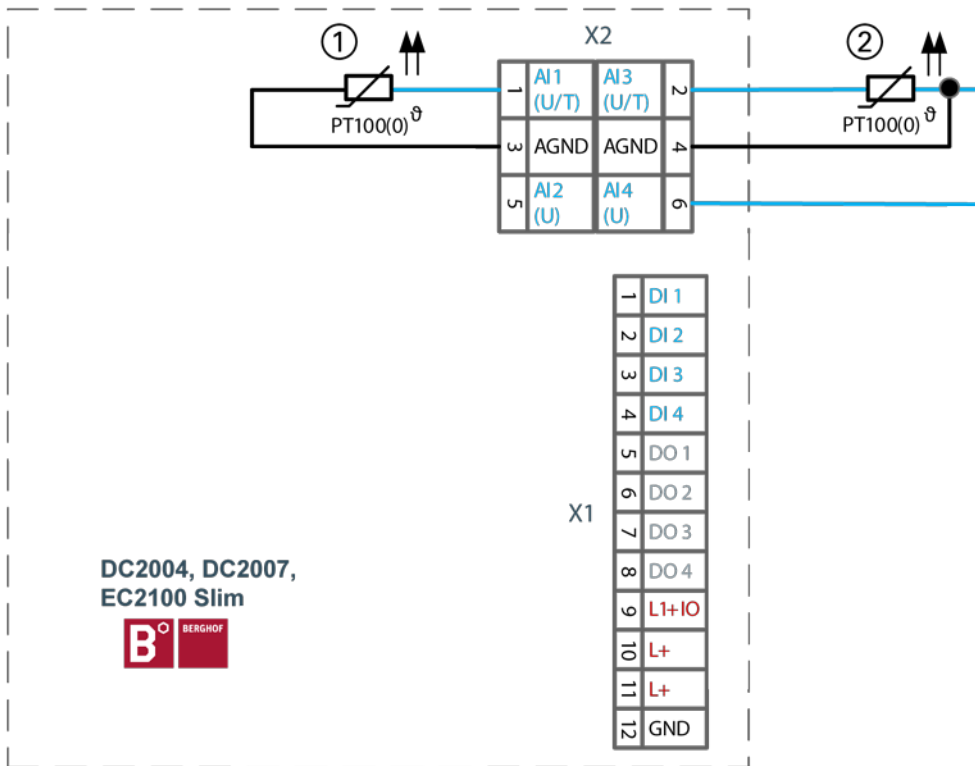 X2
①
②
1
AI1
(U/T)
AI3
(U/T)
2
PT100(0)
ϑ
PT100(0)
ϑ
3
AGND
AGND
4
5
AI2
(U)
AI4
(U)
6
X1
1
DI 1
2
DI 2
3
DI 3
4
DI 4
5
DO 1
6
DO 2
7
DO 3
8
DO 4
9
L1+IO
10
L+
11
L+
12
GND
DC2004, DC2007,
EC2100 Slim
B
BERGHOF